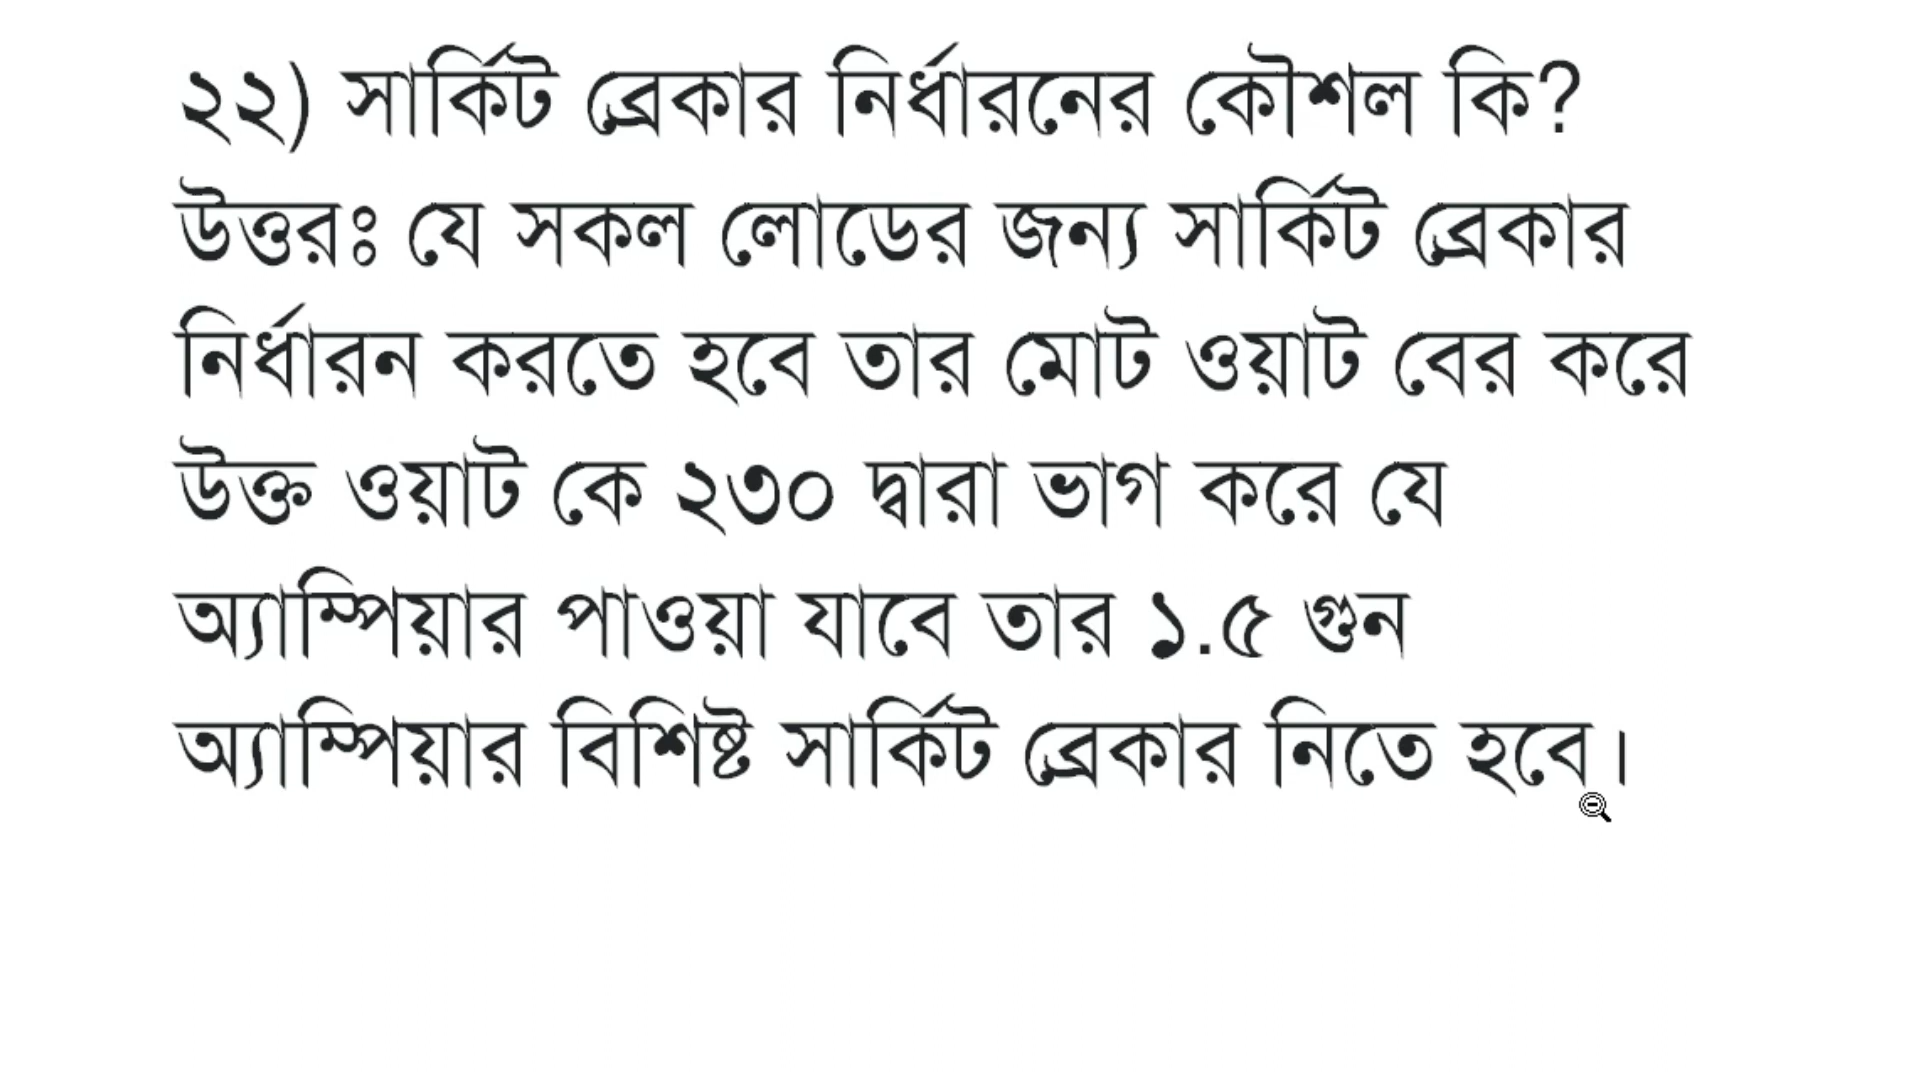 ২২) সার্কিট ব্রেকার নির্ধারনের কৌশল কি?
উত্তরঃ যে সকল লোডের জন্য সার্কিট ব্রেকার
নির্ধারন করতে হবে তার মোট ওয়াট বের করে
উক্ত ওয়াট কে ২৩০ দ্বারা ভাগ করে যে
অ্যাম্পিয়ার পাওয়া যাবে তার ১.৫ গুন
অ্যাম্পিয়ার বিশিষ্ট সার্কিট ব্রেকার নিতে হবে।